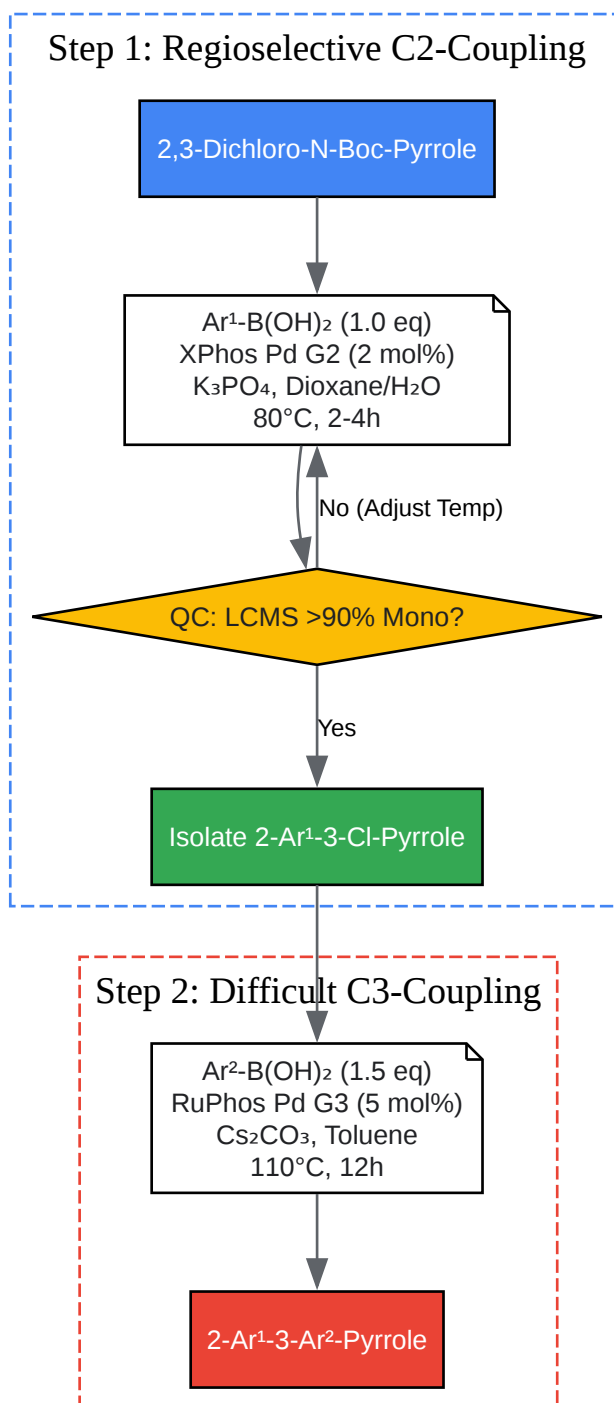 Step 1: Regioselective C2-Coupling
2,3-Dichloro-N-Boc-Pyrrole
Ar¹-B(OH)₂ (1.0 eq)
XPhos Pd G2 (2 mol%)
K₃PO₄, Dioxane/H₂O
80°C, 2-4h
No (Adjust Temp)
QC: LCMS >90% Mono?
Yes
Isolate 2-Ar¹-3-Cl-Pyrrole
Step 2: Difficult C3-Coupling
Ar²-B(OH)₂ (1.5 eq)
RuPhos Pd G3 (5 mol%)
Cs₂CO₃, Toluene
110°C, 12h
2-Ar¹-3-Ar²-Pyrrole